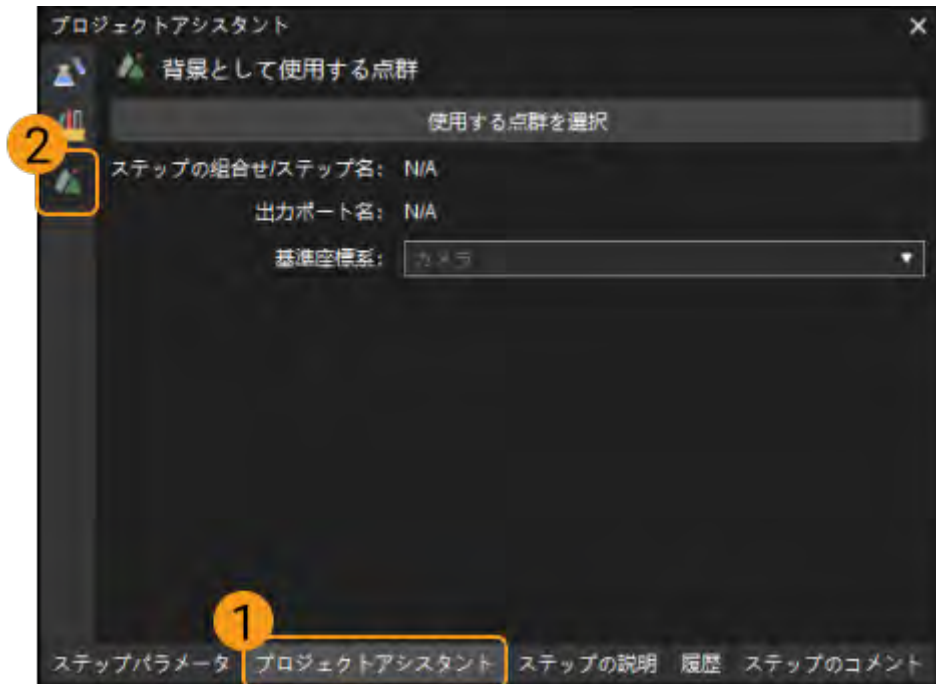 プロジェクトアシスタント
背景として使用する点群
使用する点群を選択
2
ステップの組合せ/ステップ名: N/A
出力ポート名: N/A
基準座標系: カメラ
1
ステップパラメータ プロジェクトアシスタント ステップの説明 履歴 ステップのコメント